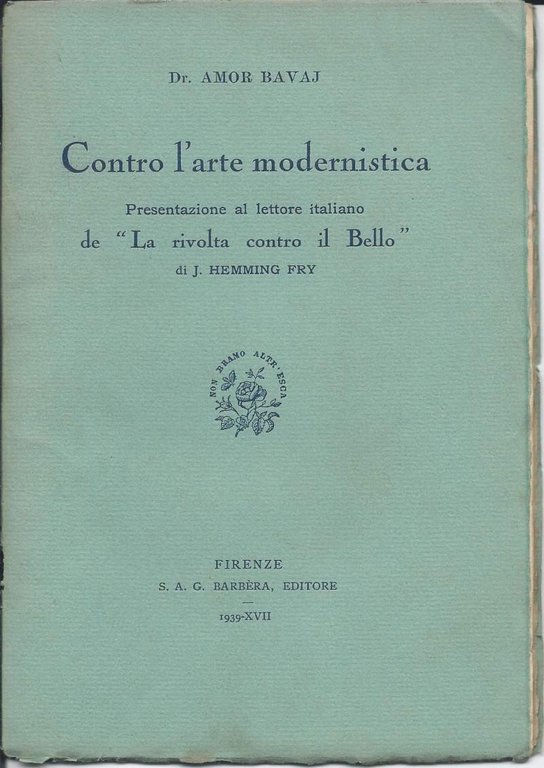 Dr. AMOR BAVAJ
Contro l'arte modernistica
Presentazione al lettore italiano
de "La rivolta contro il Bello"
di J. HEMMING FRY
NON BRAMO ALTR'ESCA
FIRENZE
S. A. G. BARBÈRA, EDITORE
1939-XVII